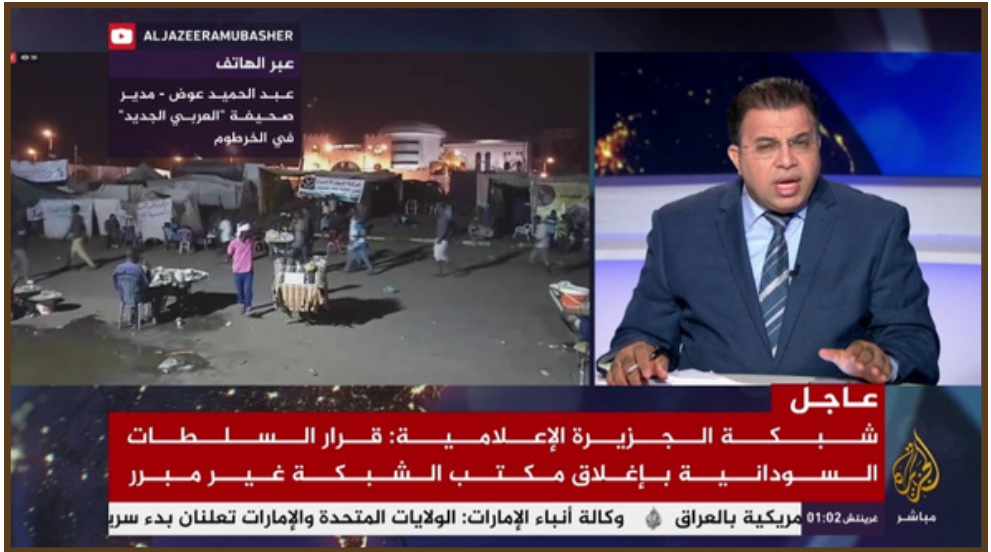 ALJAZEERAMUBASHER
عبر الهاتف
عبد الحميد عوض - مدير
صحيفة "العربي الجديد"
في الخرطوم
عاجل
شبكة الجزيرة الإعلامية: قرار السلطات
السودانية بإغلاق مكتب الشبكة غير مبرر
مريكية بالعراق وكالة أنباء الإمارات: الولايات المتحدة والإمارات تعلنان بدء سري
غرينتش 01:02
مباشر
الجزيرة